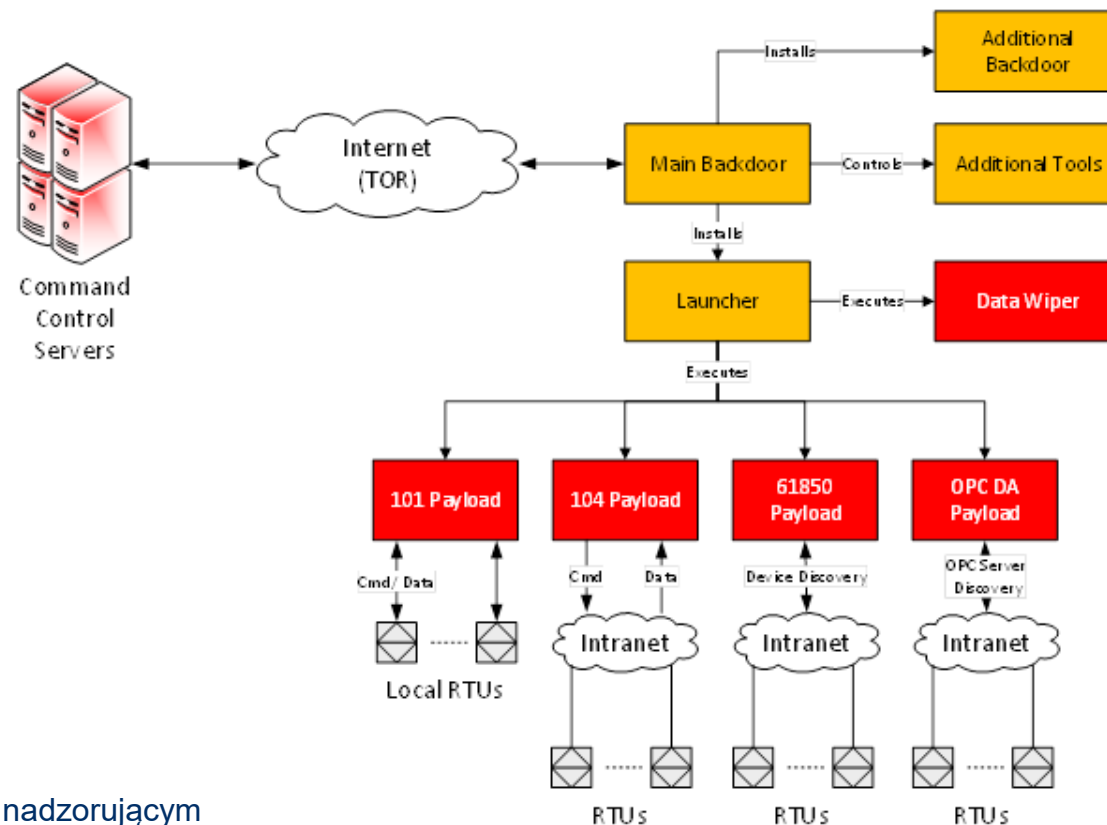 Installs
Additional
Backdoor
Internet
(TOR)
Main Backdoor
Controls
Additional Tools
Installs
Command
Control
Servers
Launcher
Executes
Data Wiper
Executes
101 Payload
104 Payload
61850
Payload
OPC DA
Payload
Cmd/ Data
Cmd
Data
Device Discovery
OPC Server
Discovery
Intranet
Intranet
Intranet
Local RTUs
RTUs
RTUs
RTUs
nadzorującym